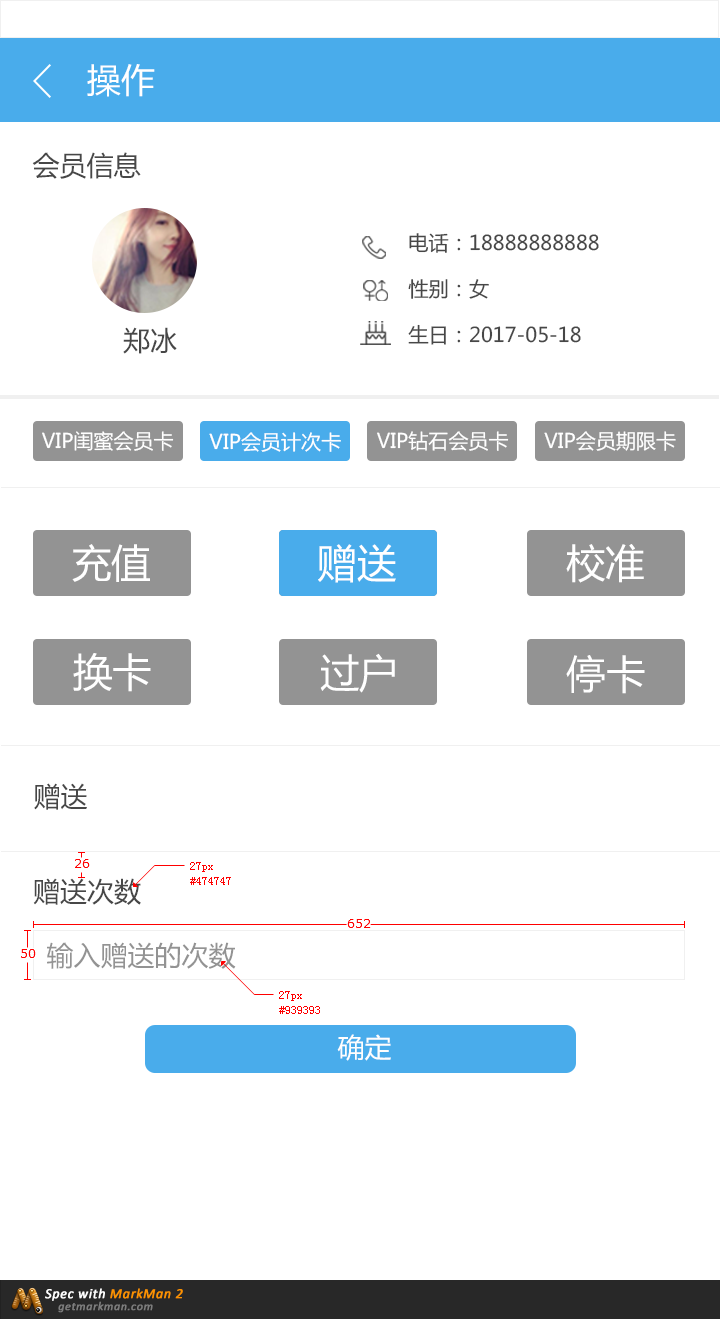 操作
会员信息
电话：18888888888
性别：女
郑冰
生日：2017-05-18
VIP闺蜜会员卡 VIP会员计次卡 VIP钻石会员卡 VIP会员期限卡
充值 赠送 校准
换卡 过户 停卡
赠送
26
27px
#474747
赠送次数
652
50
输入赠送的次数
27px
#939393
确定
Spec with MarkMan 2
getmarkman.com